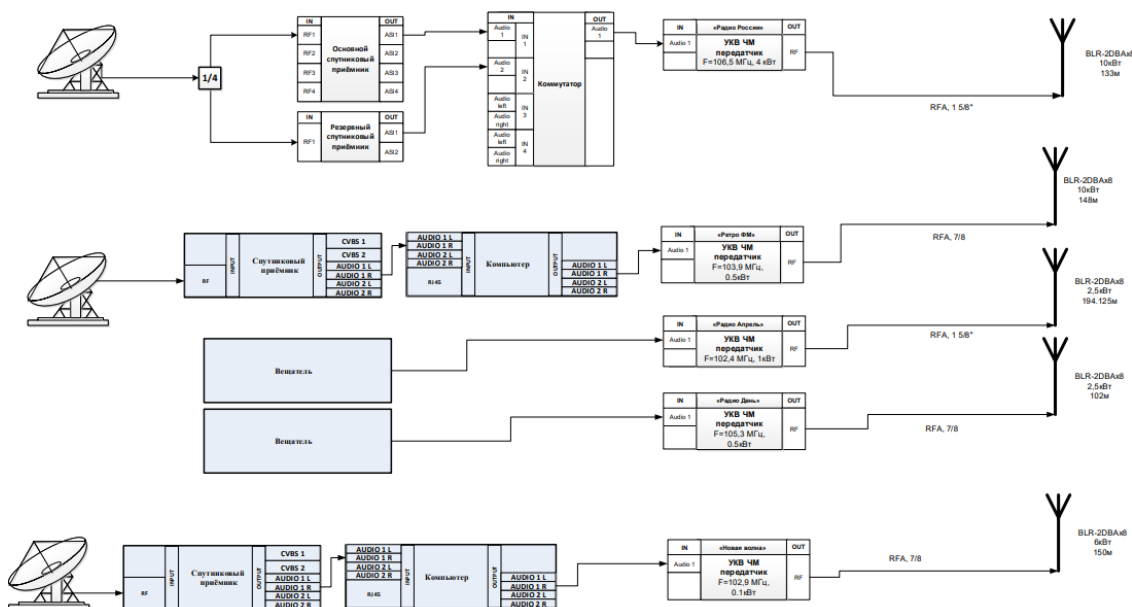 1/4
IN
OUT
RF1
RF2
RF3
RF4
Основной
спутниковый
приёмник
ASI1
ASI2
ASI3
ASI4
IN
OUT
RF1
Резервный
спутниковый
приёмник
ASI1
ASI2
IN
OUT
Audio
1
IN
1
Audio
2
IN
2
Audio
left
Audio
right
IN
3
Audio
left
Audio
right
IN
4
Коммутатор
Audio
1
IN
«Радио России»
OUT
Audio 1
УКВ ЧМ
передатчик
F=106,5 МГц, 4 кВт
RF
RFA, 1 5/8"
BLR-2DBAx8
10кВт
133м
RF
INPUT
Спутниковый
приёмник
OUTPUT
CVBS 1
CVBS 2
AUDIO 1 L
AUDIO 1 R
AUDIO 2 L
AUDIO 2 R
AUDIO 1 L
AUDIO 1 R
AUDIO 2 L
AUDIO 2 R
RJ45
INPUT
Компьютер
OUTPUT
AUDIO 1 L
AUDIO 1 R
AUDIO 2 L
AUDIO 2 R
IN
«Ретро ФМ»
OUT
Audio 1
УКВ ЧМ
передатчик
F=103,9 МГц,
0.5кВт
RF
RFA, 7/8
BLR-2DBAx8
10кВт
148м
Вещатель
IN
«Радио Апрель»
OUT
Audio 1
УКВ ЧМ
передатчик
F=102,4 МГц, 1кВт
RF
RFA, 1 5/8"
BLR-2DBAx8
2,5кВт
194.125м
Вещатель
IN
«Радио День»
OUT
Audio 1
УКВ ЧМ
передатчик
F=105,3 МГц,
0.5кВт
RF
RFA, 7/8
BLR-2DBAx8
2,5кВт
102м
RF
INPUT
Спутниковый
приёмник
OUTPUT
CVBS 1
CVBS 2
AUDIO 1 L
AUDIO 1 R
AUDIO 2 L
AUDIO 2 R
AUDIO 1 L
AUDIO 1 R
AUDIO 2 L
AUDIO 2 R
RJ45
INPUT
Компьютер
OUTPUT
AUDIO 1 L
AUDIO 1 R
AUDIO 2 L
AUDIO 2 R
IN
«Новая волна»
OUT
Audio 1
УКВ ЧМ
передатчик
F=102,9 МГц,
0.1кВт
RF
RFA, 7/8
BLR-2DBAx8
6кВт
150м